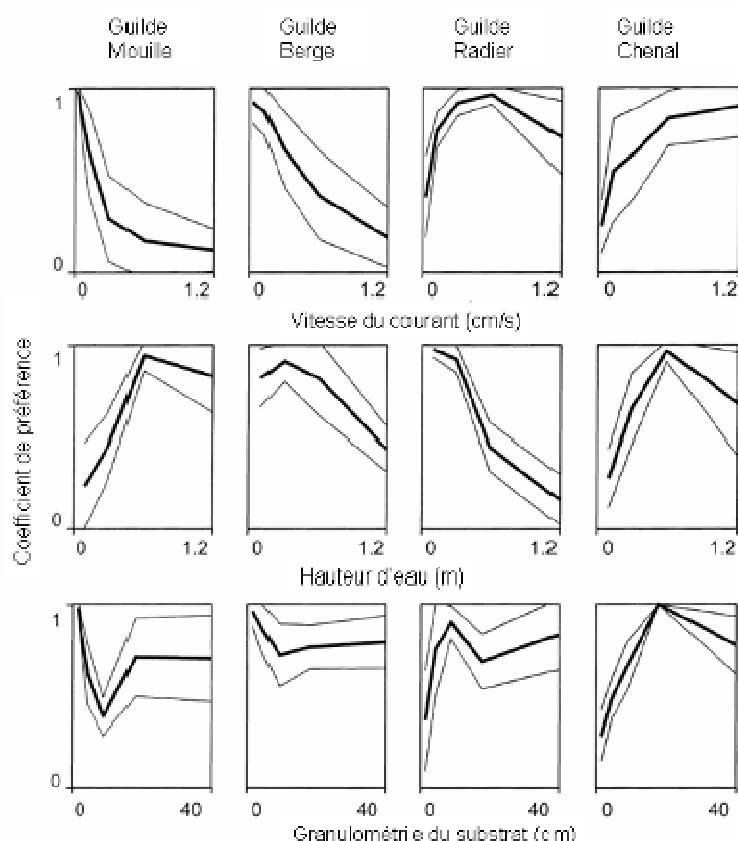 Guilde Guilde Guilde Guilde
Mouille Berge Radier Chenal
1
0
0 1.2 0 1.2 0 1.2 0 1.2
Vitesse du courant (cm/s)
Coefficient de préférence
1
0
0 1.2 0 1.2 0 1.2 0 1.2
Hauteur d'eau (m)
1
0
0 40 0 40 0 40 0 40
Granulométrie du substrat (cm)